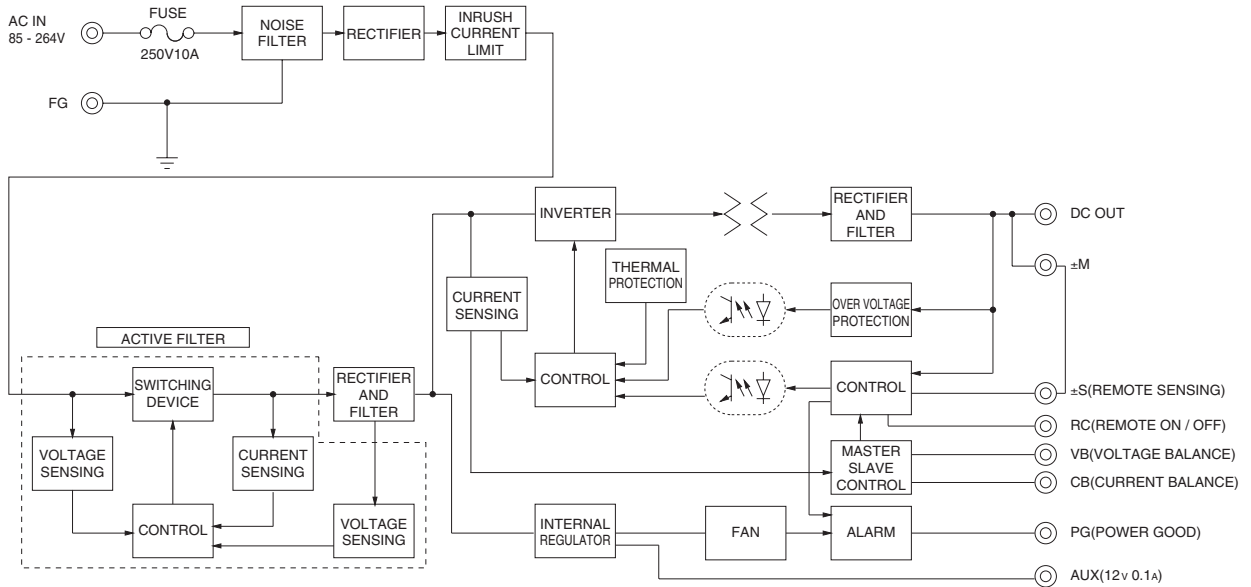 AC IN
85 - 264V
FUSE
250V10A
NOISE
FILTER
RECTIFIER
INRUSH
CURRENT
LIMIT
FG
INVERTER
RECTIFIER
AND
FILTER
DC OUT
±M
THERMAL
PROTECTION
CURRENT
SENSING
OVER VOLTAGE
PROTECTION
ACTIVE FILTER
SWITCHING
DEVICE
RECTIFIER
AND
FILTER
CONTROL
CONTROL
±S(REMOTE SENSING)
RC(REMOTE ON / OFF)
VOLTAGE
SENSING
CURRENT
SENSING
MASTER
SLAVE
CONTROL
VB(VOLTAGE BALANCE)
CB(CURRENT BALANCE)
CONTROL
VOLTAGE
SENSING
INTERNAL
REGULATOR
FAN
ALARM
PG(POWER GOOD)
AUX(12V 0.1A)